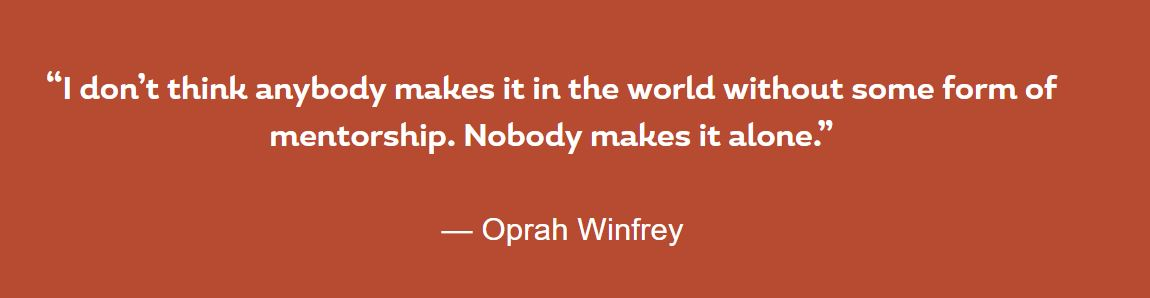 “I don’t think anybody makes it in the world without some form of
mentorship. Nobody makes it alone.”
— Oprah Winfrey